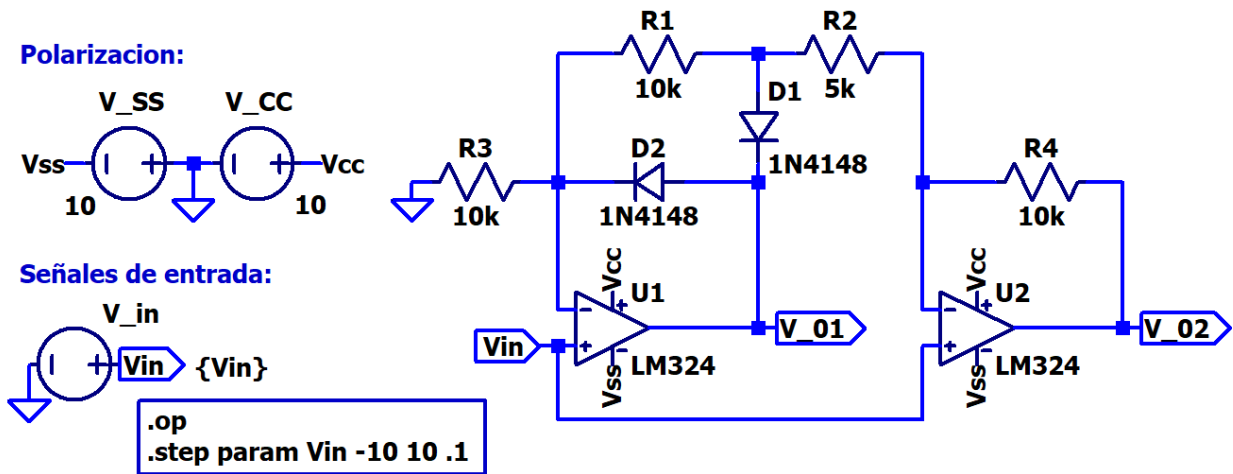 Polarizacion:
V_SS
V_CC
Vss
Vcc
10
10
Señales de entrada:
V_in
Vin
{Vin}
.op
.step param Vin -10 10 .1
R1
10k
R2
5k
D1
1N4148
R3
10k
D2
1N4148
R4
10k
Vcc
U1
Vin
Vss
LM324
V_01
Vcc
U2
Vss
LM324
V_02